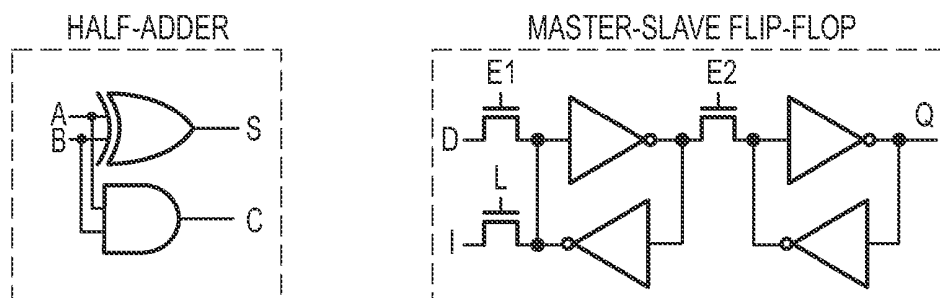 HALF-ADDER
A
B
S
C
MASTER-SLAVE FLIP-FLOP
E1
E2
D
Q
L
I